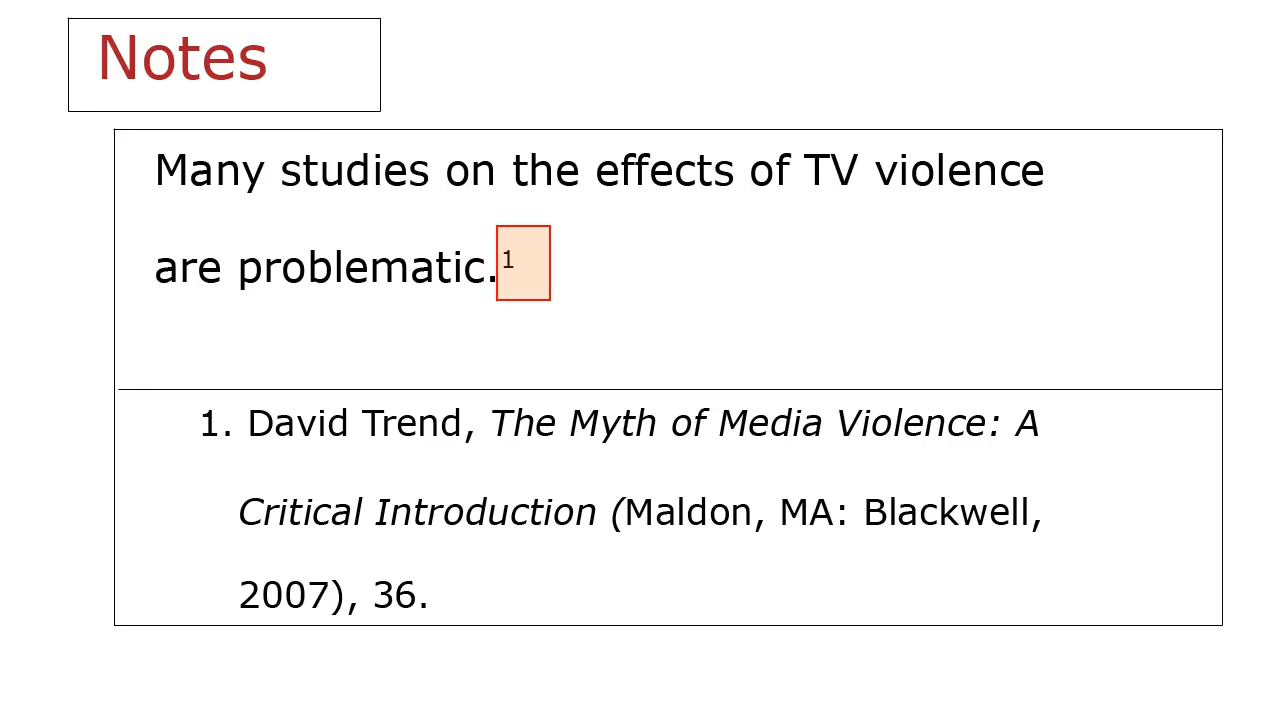 Notes
Many studies on the effects of TV violence
are problematic.¹
1. David Trend, The Myth of Media Violence: A
Critical Introduction (Maldon, MA: Blackwell,
2007), 36.